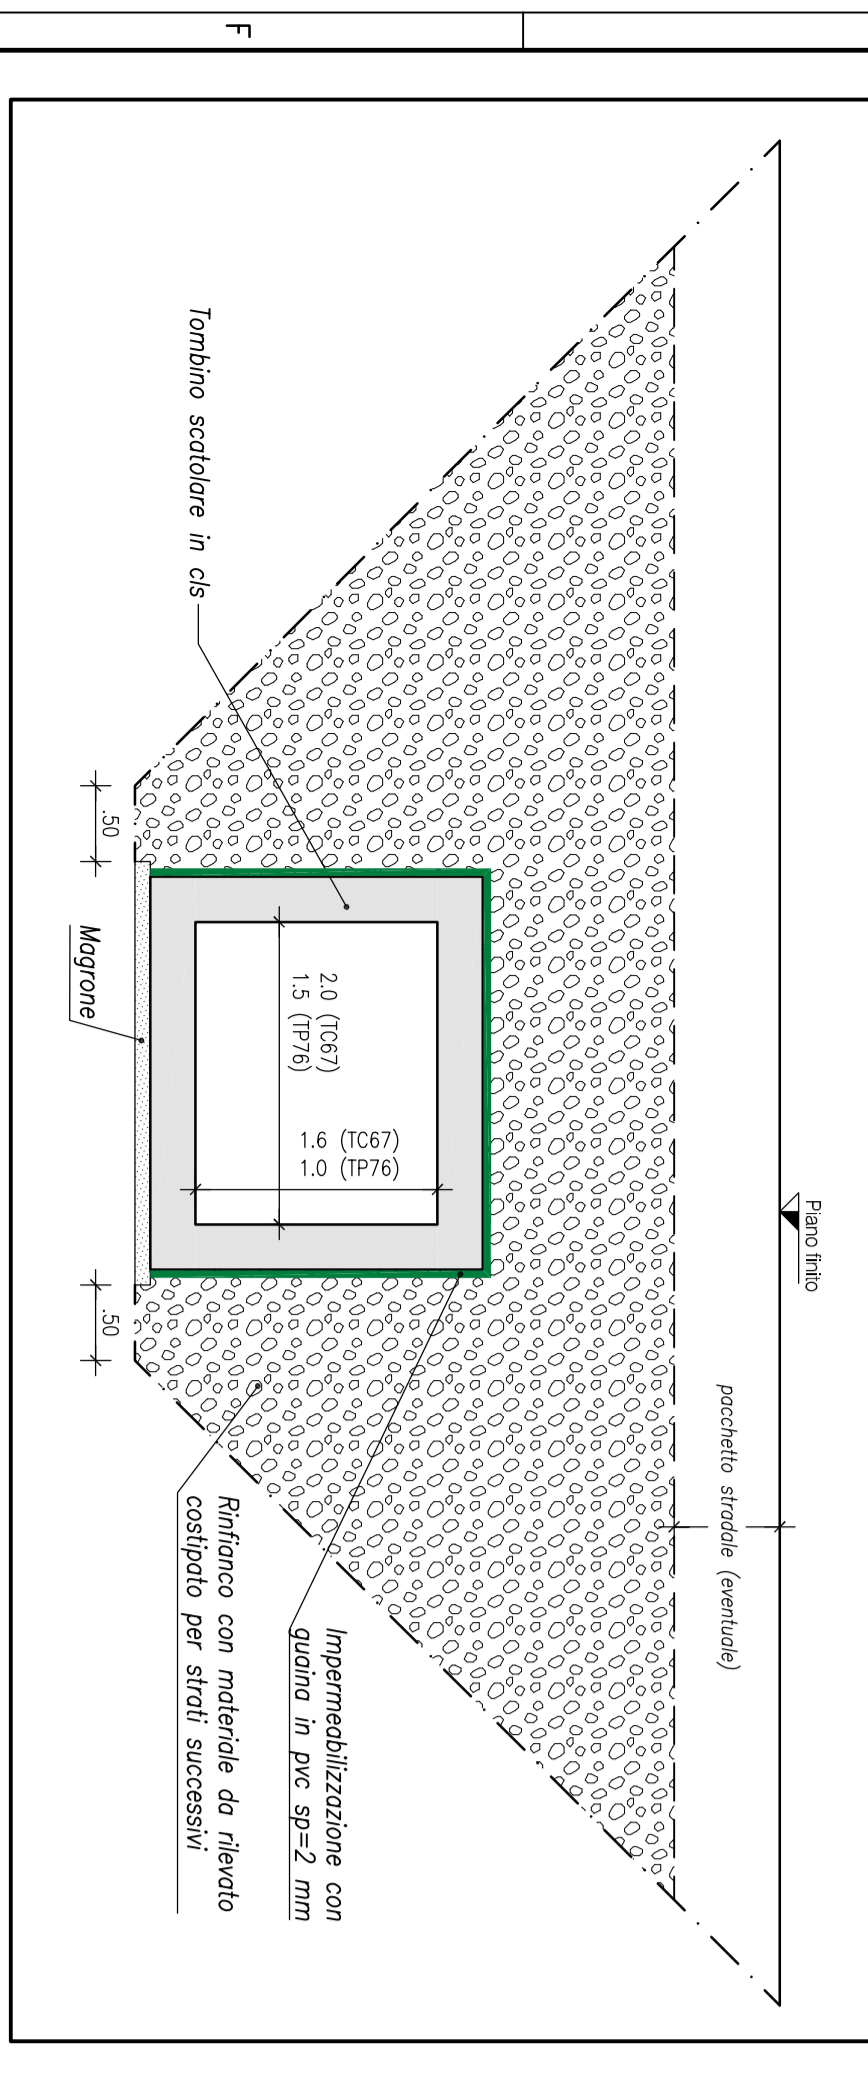 F
Piano finito
pacchetto stradale (eventuale)
Tombino scatolare in cls
2.0 (TC67)
1.5 (TP76)
1.6 (TC67)
1.0 (TP76)
.50
.50
Magrone
Impermeabilizzazione con
guaina in pvc sp=2 mm
Rinfianco con materiale da rilevato
costipato per strati successivi